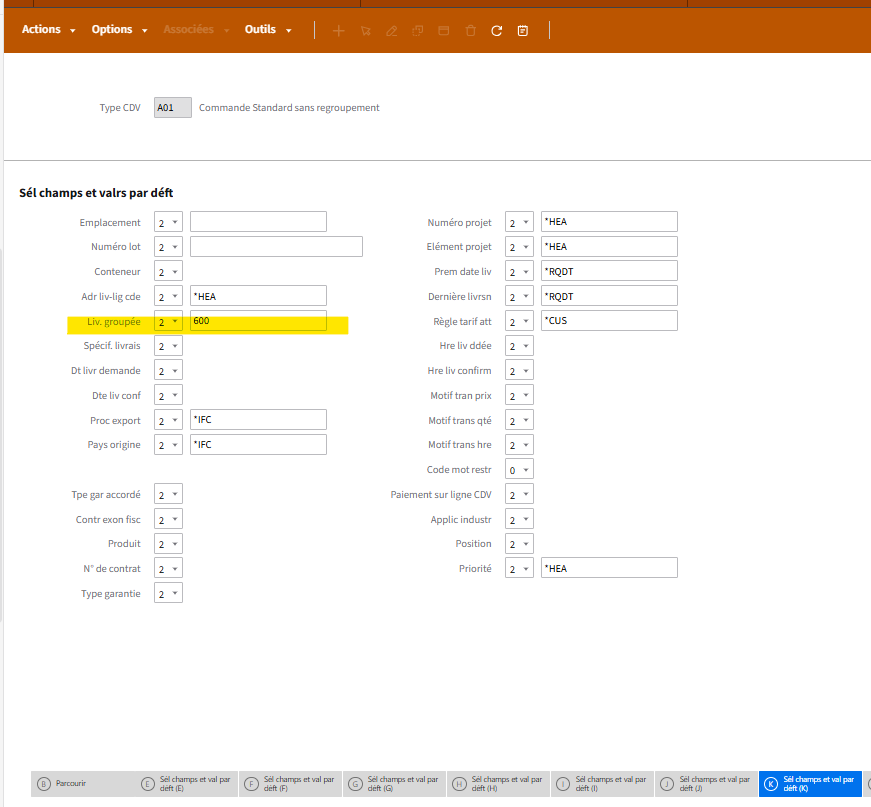 Actions Options Associées Outils
Type CDV A01 Commande Standard sans regroupement
Sél champs et valrs par déft
Emplacement 2 Numéro projet 2 *HEA
Numéro lot 2 Elément projet 2 *HEA
Conteneur 2 Prem date liv 2 *RQDT
Adr liv-lig cde 2 *HEA Dernière livrsn 2 *RQDT
Liv. groupée 2 600 Règle tarif att 2 *CUS
Spécif. livrais 2 Hre liv ddée 2
Dt livr demande 2 Hre liv confirm 2
Dte liv conf 2 Motif tran prix 2
Proc export 2 *IFC Motif trans qté 2
Pays origine 2 *IFC Motif trans hre 2
Code mot restr 0
Tpe gar accordé 2 Paiement sur ligne CDV 2
Contr exon fisc 2 Applic industr 2
Produit 2 Position 2
N° de contrat 2 Priorité 2 *HEA
Type garantie 2
B Parcourir
E Sél champs et val par
déft (E)
F Sél champs et val par
déft (F)
G Sél champs et val par
déft (G)
H Sél champs et val par
déft (H)
I Sél champs et val par
déft (I)
J Sél champs et val par
déft (J)
K Sél champs et val par
déft (K)